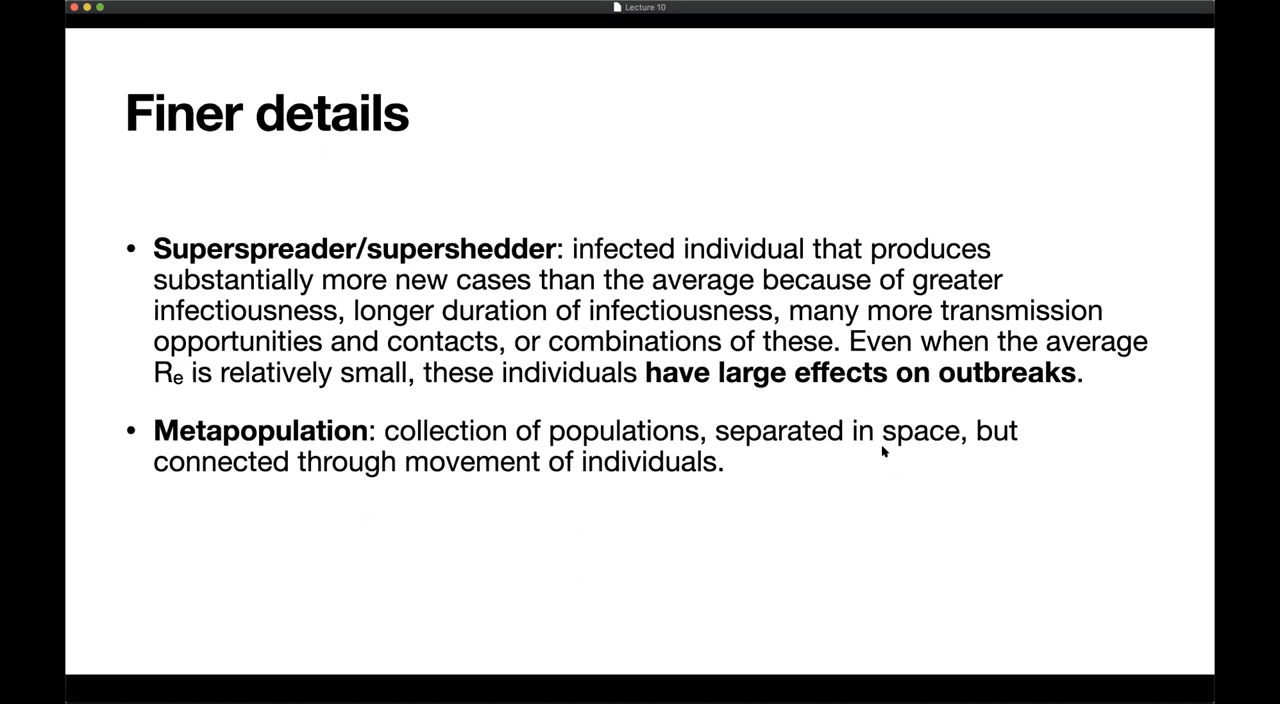 Lecture 10
Finer details
• Superspreader/supershedder: infected individual that produces
substantially more new cases than the average because of greater
infectiousness, longer duration of infectiousness, many more transmission
opportunities and contacts, or combinations of these. Even when the average
Rₑ is relatively small, these individuals have large effects on outbreaks.
• Metapopulation: collection of populations, separated in space, but
connected through movement of individuals.